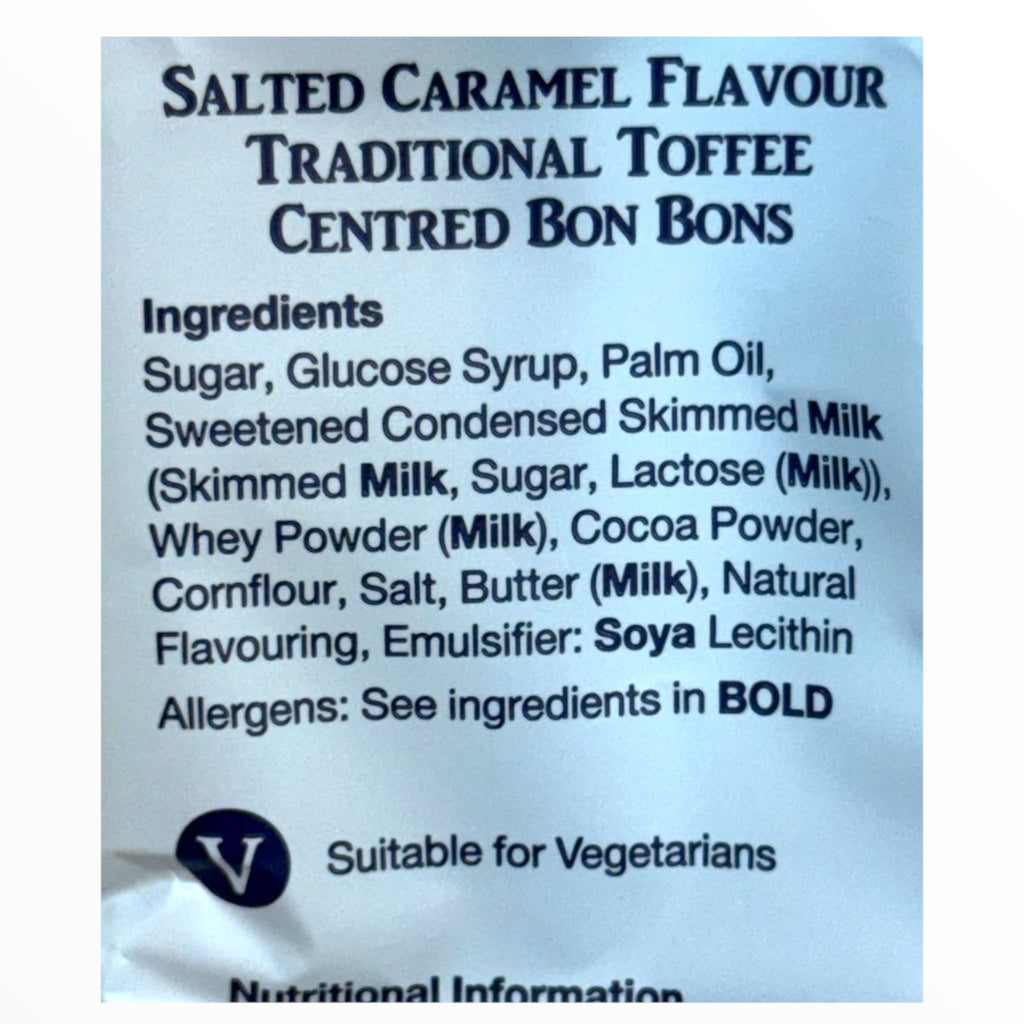 SALTED CARAMEL FLAVOUR
TRADITIONAL TOFFEE
CENTRED BON BONS
Ingredients
Sugar, Glucose Syrup, Palm Oil,
Sweetened Condensed Skimmed Milk
(Skimmed Milk, Sugar, Lactose (Milk)),
Whey Powder (Milk), Cocoa Powder,
Cornflour, Salt, Butter (Milk), Natural
Flavouring, Emulsifier: Soya Lecithin
Allergens: See ingredients in BOLD
V Suitable for Vegetarians
Nutritional Information